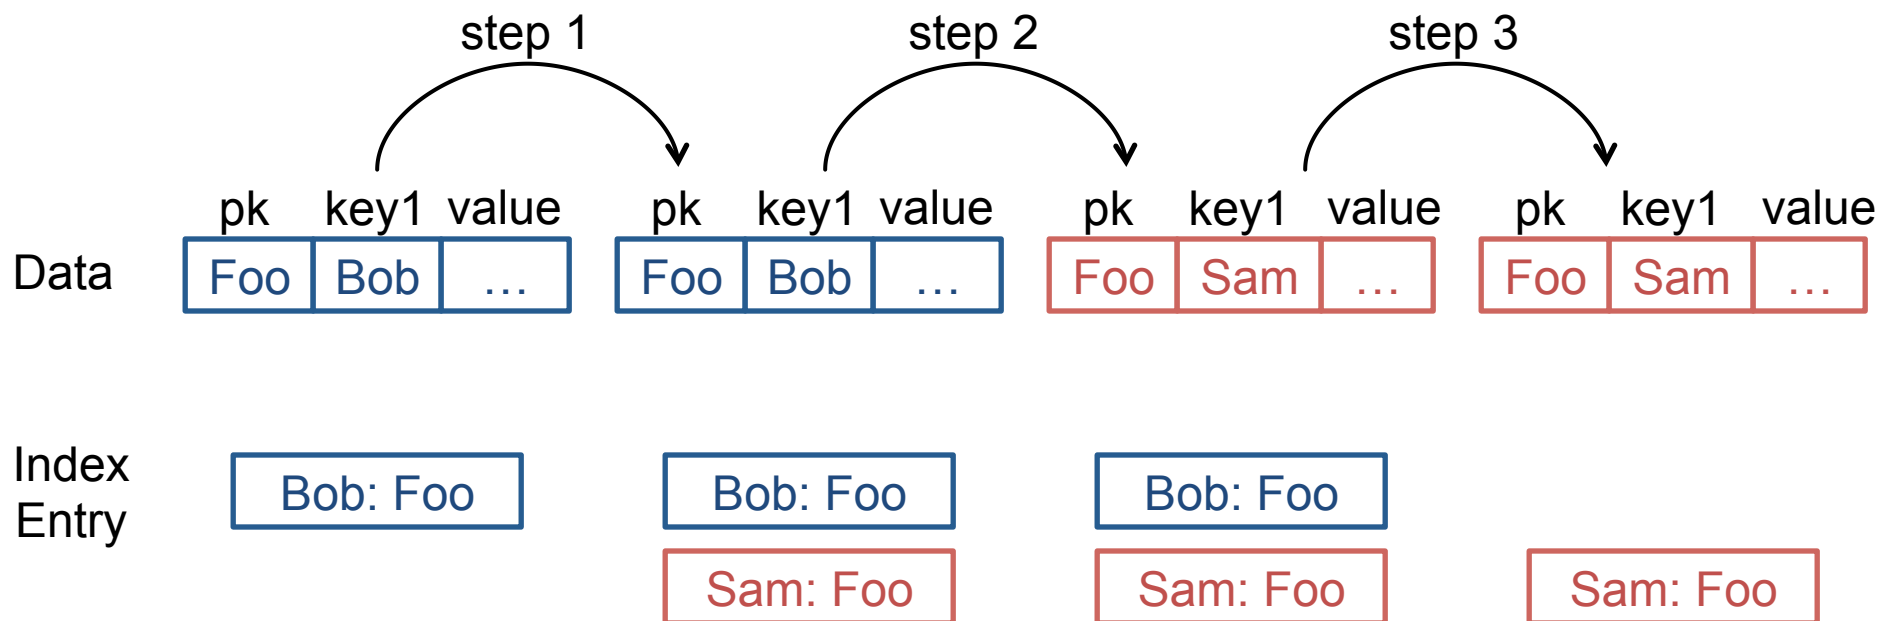 step 1 step 2 step 3
pk key1 value pk key1 value pk key1 value pk key1 value
Data Foo Bob … Foo Bob … Foo Sam … Foo Sam …
Index
Entry
Bob: Foo Bob: Foo Bob: Foo
Sam: Foo Sam: Foo Sam: Foo